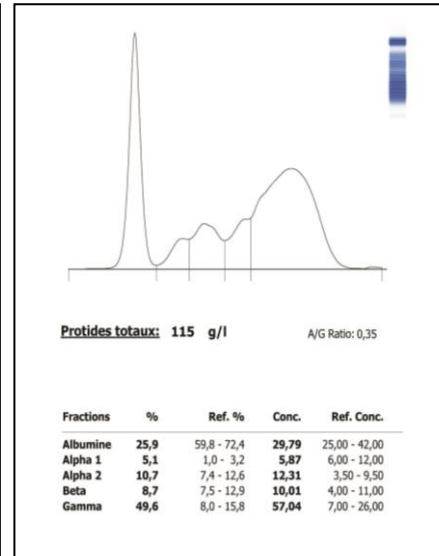 Protides totaux: 115 g/l A/G Ratio: 0,35
Fractions % Ref. % Conc. Ref. Conc.
Albumine 25,9 59,8 - 72,4 29,79 25,00 - 42,00
Alpha 1 5,1 1,0 - 3,2 5,87 6,00 - 12,00
Alpha 2 10,7 7,4 - 12,6 12,31 3,50 - 9,50
Beta 8,7 7,5 - 12,9 10,01 4,00 - 11,00
Gamma 49,6 8,0 - 15,8 57,04 7,00 - 26,00